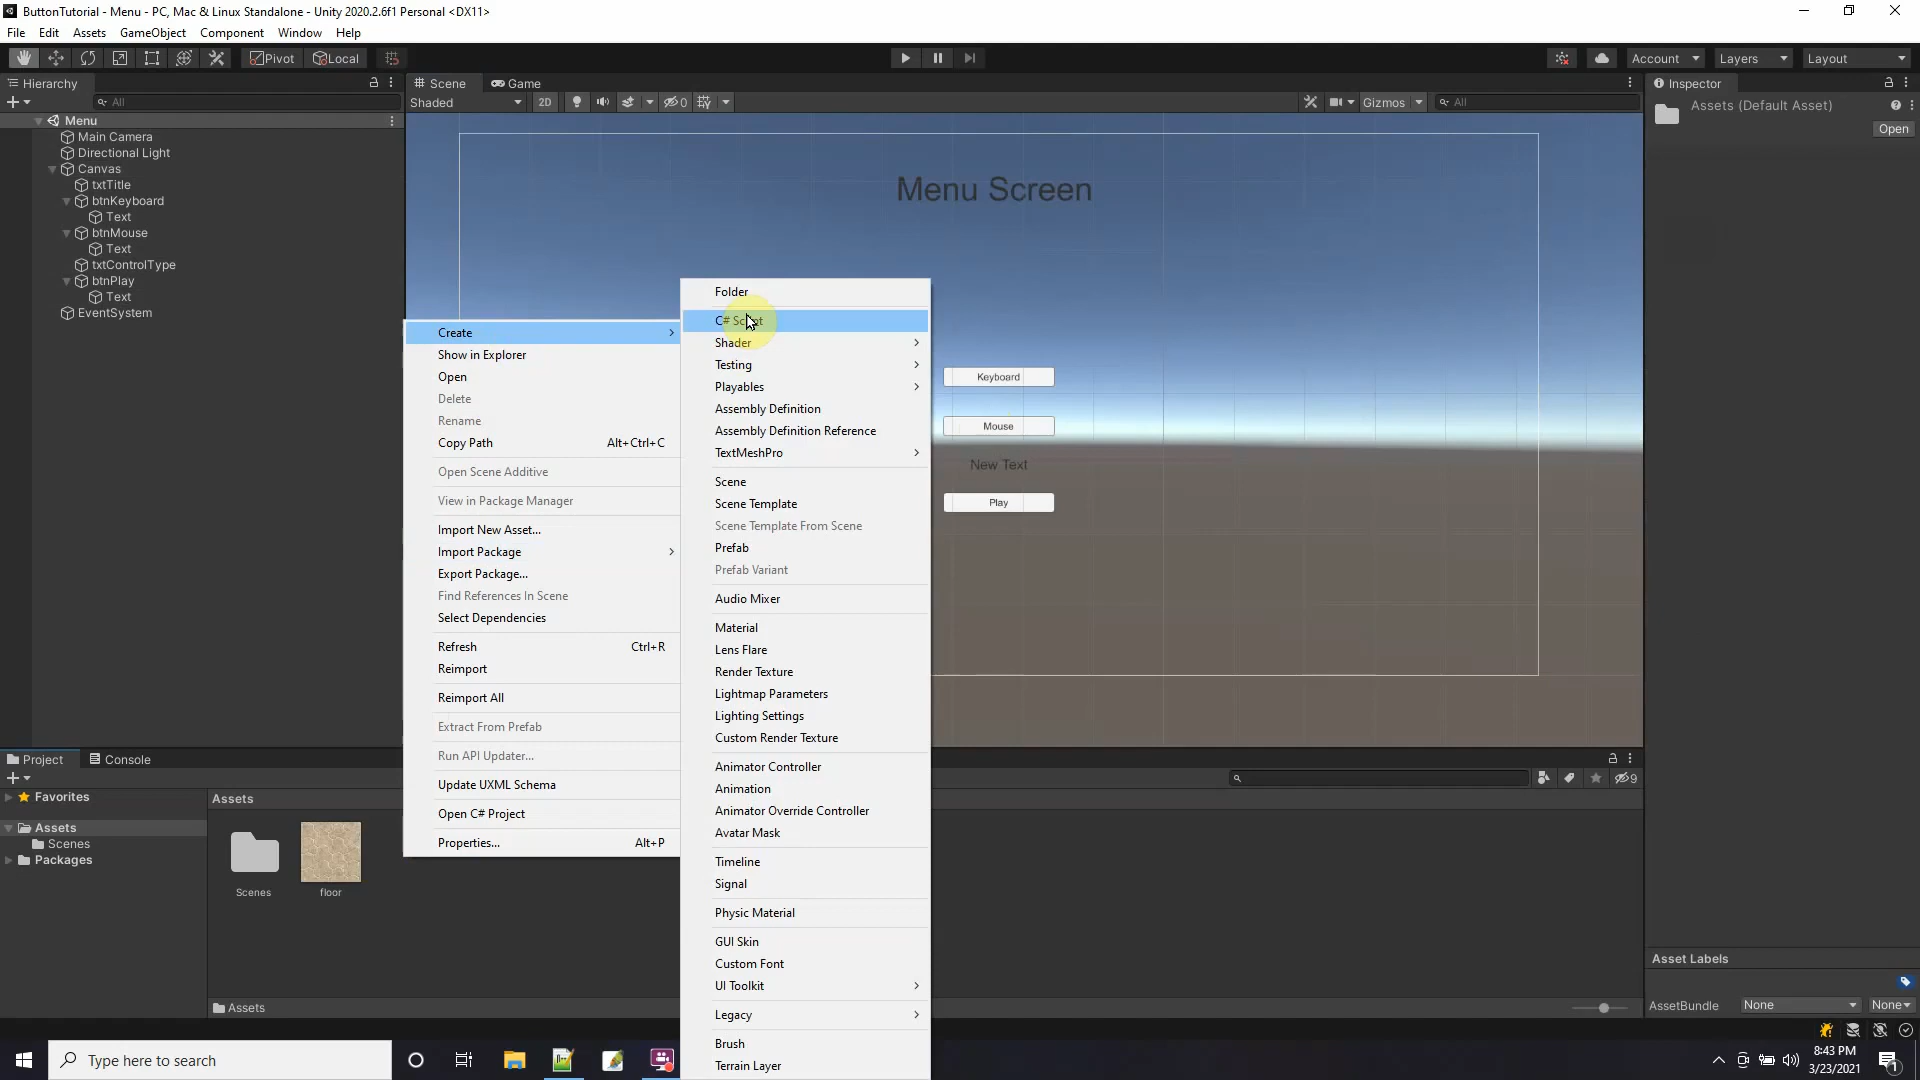 ButtonTutorial - Menu - PC, Mac & Linux Standalone - Unity 2020.2.6f1 Personal <DX11>
File Edit Assets GameObject Component Window Help
Pivot Local Account Layers Layout
Hierarchy
All
Menu
Main Camera
Directional Light
Canvas
txtTitle
btnKeyboard
Text
btnMouse
Text
txtControlType
btnPlay
Text
EventSystem
Scene Game
Shaded 2D 0 Gizmos All
Menu Screen
Keyboard
Mouse
New Text
Play
Create
Show in Explorer
Open
Delete
Rename
Copy Path Alt+Ctrl+C
Open Scene Additive
View in Package Manager
Import New Asset...
Import Package
Export Package...
Find References In Scene
Select Dependencies
Refresh Ctrl+R
Reimport
Reimport All
Extract From Prefab
Run API Updater...
Update UXML Schema
Open C# Project
Properties... Alt+P
Folder
C# Script
Shader
Testing
Playables
Assembly Definition
Assembly Definition Reference
TextMeshPro
Scene
Scene Template
Scene Template From Scene
Prefab
Prefab Variant
Audio Mixer
Material
Lens Flare
Render Texture
Lightmap Parameters
Lighting Settings
Custom Render Texture
Animator Controller
Animation
Animator Override Controller
Avatar Mask
Timeline
Signal
Physic Material
GUI Skin
Custom Font
UI Toolkit
Legacy
Brush
Terrain Layer
Inspector
Assets (Default Asset)
Open
Asset Labels
AssetBundle None None
Project Console
9
Favorites
Assets
Scenes
Packages
Assets
Scenes
floor
Assets
Type here to search
8:43 PM
3/23/2021
1